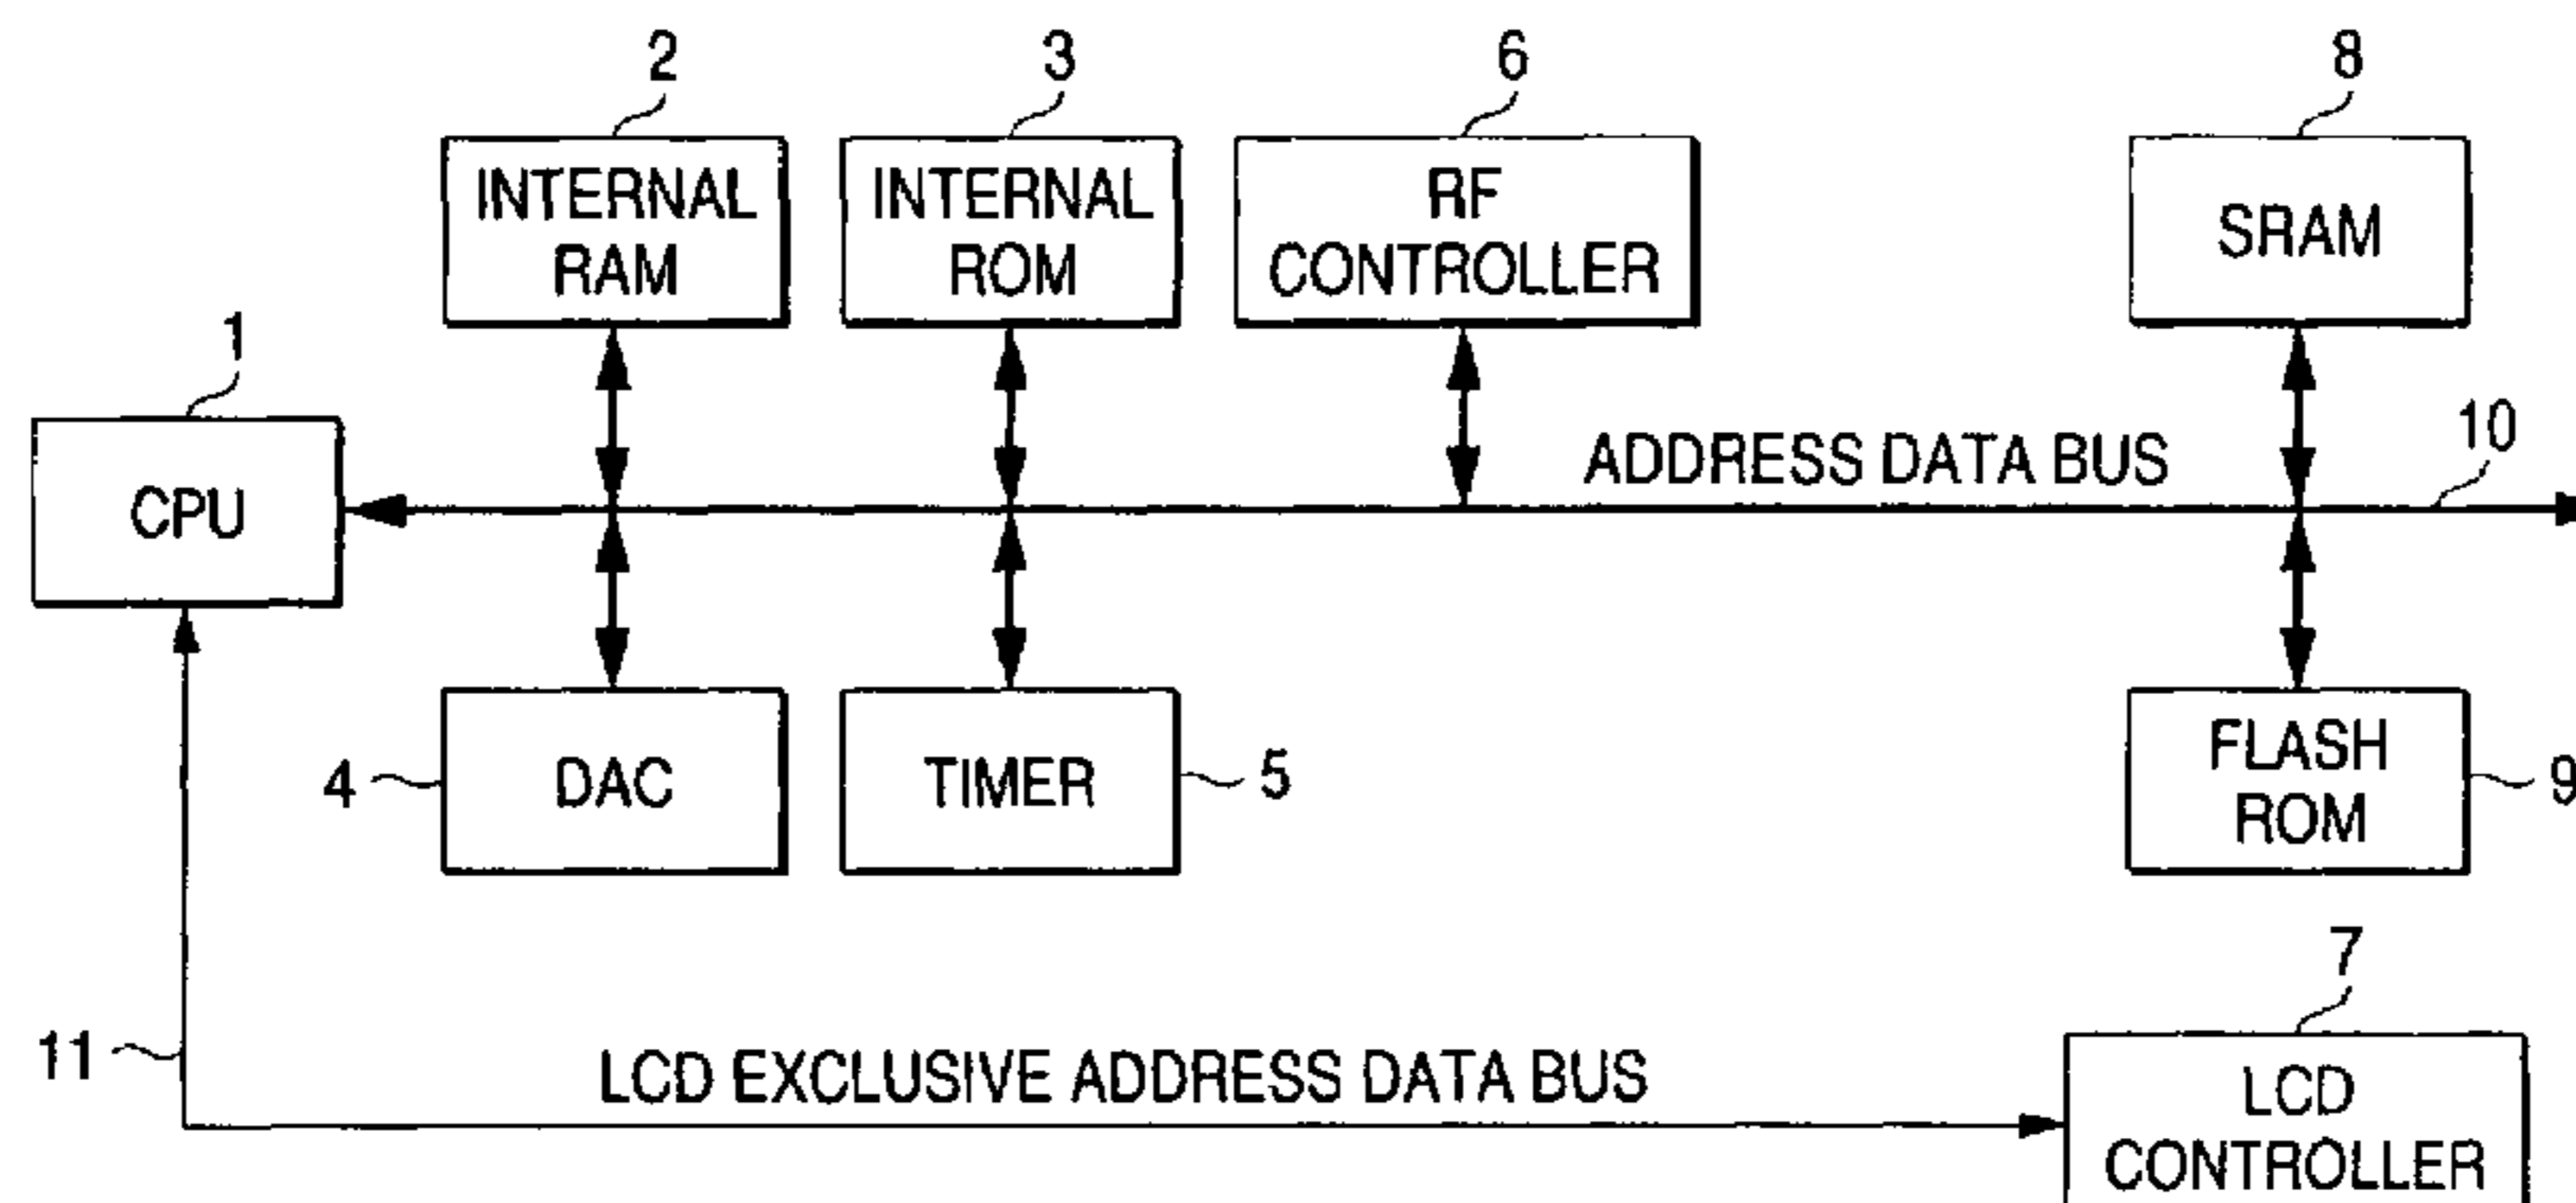 2
3
6
8
INTERNAL
RAM
INTERNAL
ROM
RF
CONTROLLER
SRAM
1
CPU
ADDRESS DATA BUS
10
4
DAC
TIMER
5
FLASH
ROM
9
7
11
LCD EXCLUSIVE ADDRESS DATA BUS
LCD
CONTROLLER